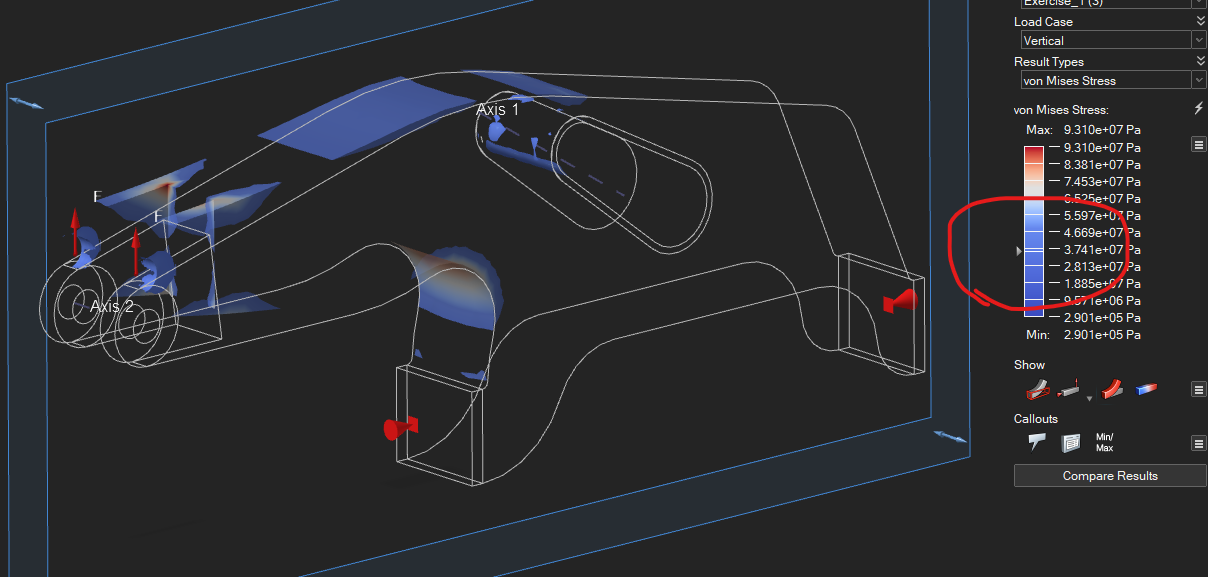 Exercise_1 (3)
Load Case
Vertical
Result Types
von Mises Stress
von Mises Stress:
Max: 9.310e+07 Pa
9.310e+07 Pa
8.381e+07 Pa
7.453e+07 Pa
6.525e+07 Pa
5.597e+07 Pa
4.669e+07 Pa
3.741e+07 Pa
2.813e+07 Pa
1.885e+07 Pa
9.571e+06 Pa
2.901e+05 Pa
Min: 2.901e+05 Pa
Show
Callouts
Min/
Max
Compare Results
Axis 1
F
F
Axis 2